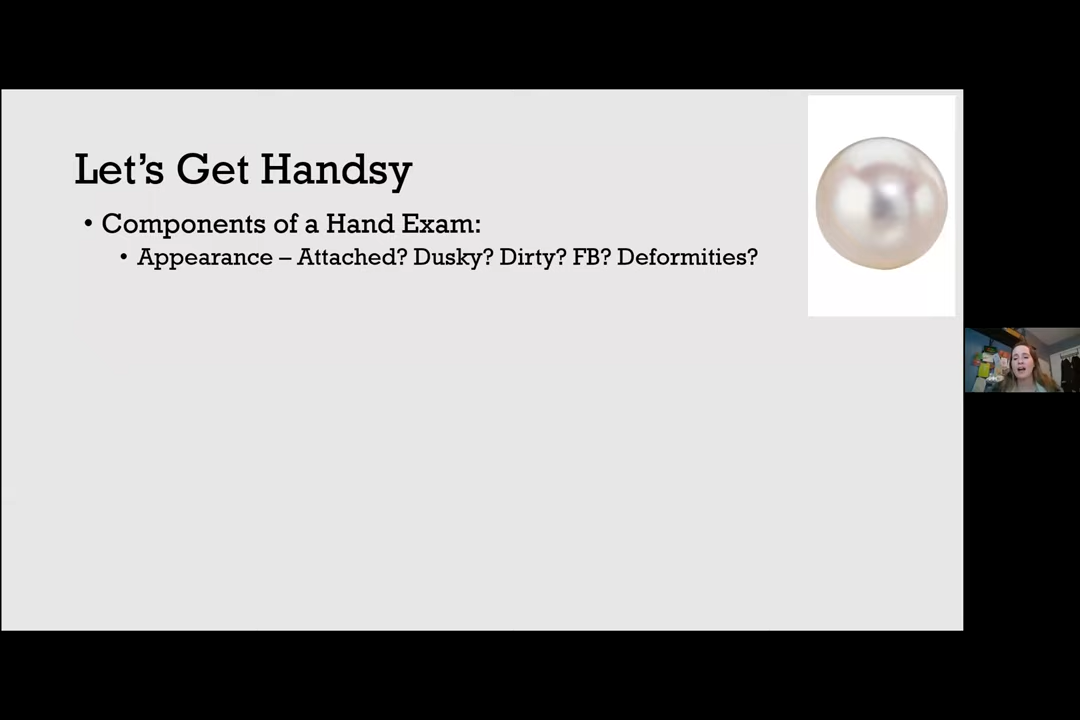 Let's Get Handsy
• Components of a Hand Exam:
• Appearance – Attached? Dusky? Dirty? FB? Deformities?